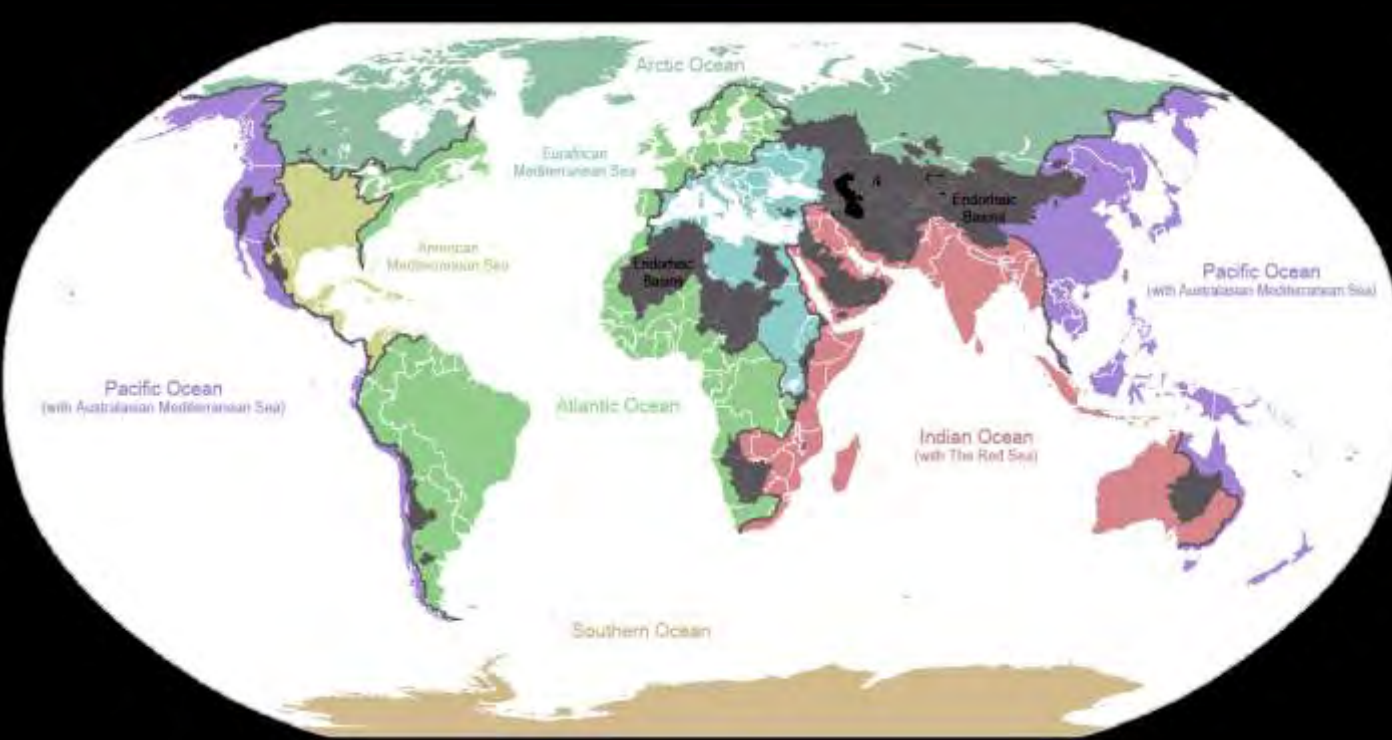 Arctic Ocean
Eurafrican
Mediterranean Sea
Endorheic
Basins
American
Mediterranean Sea
Endorheic
Basins
Pacific Ocean
(with Australasian Mediterranean Sea)
Pacific Ocean
(with Australasian Mediterranean Sea)
Atlantic Ocean
Indian Ocean
(with The Red Sea)
Southern Ocean